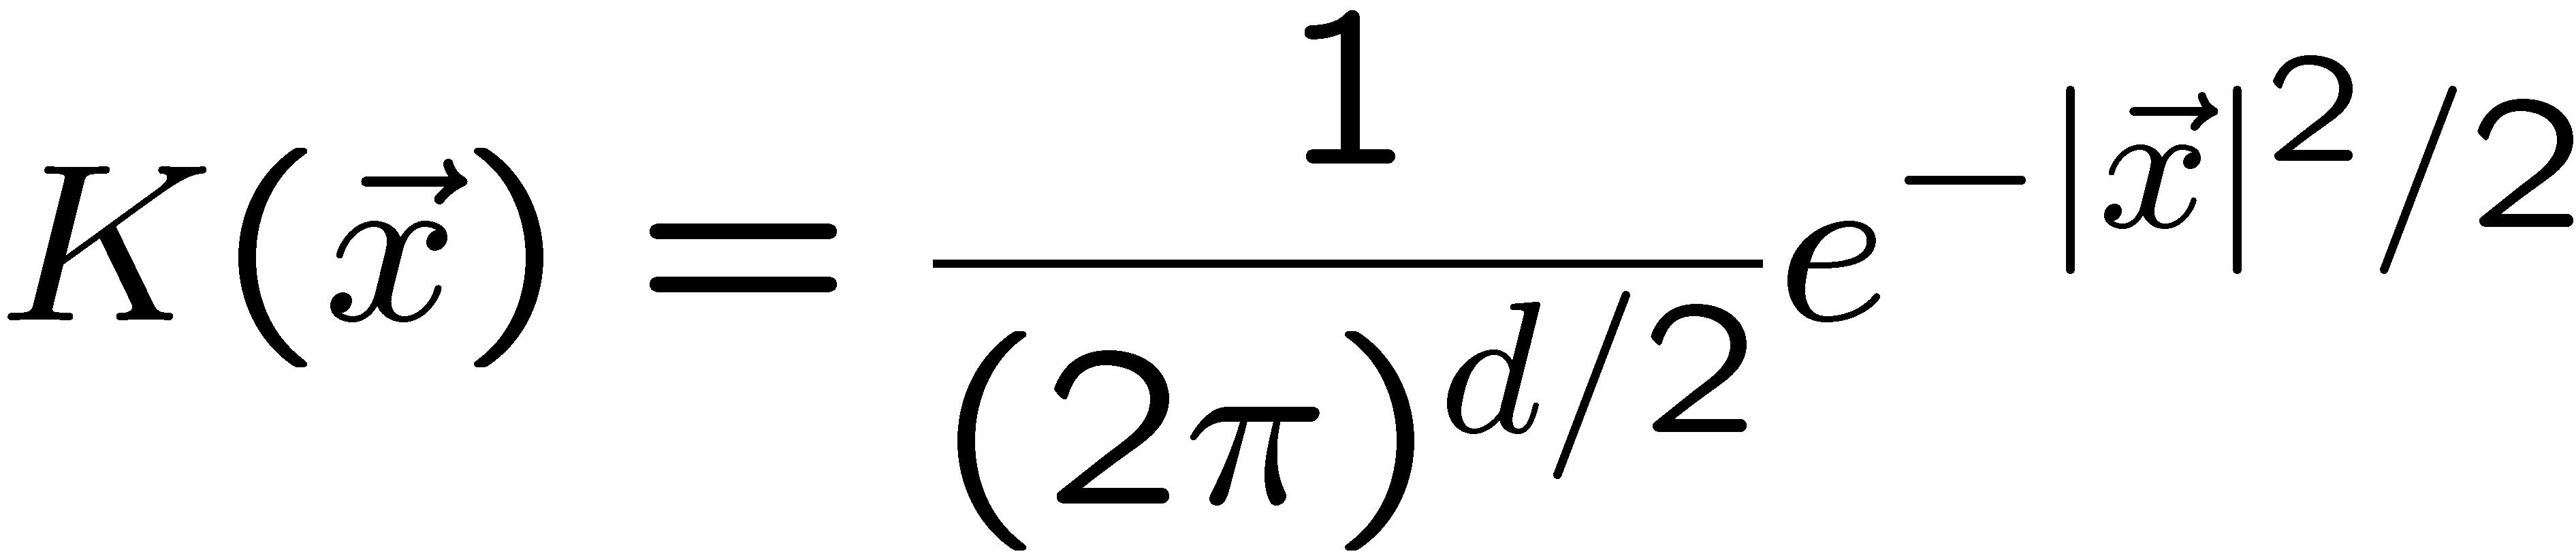 K(\vec{x}) = \frac{1}{(2\pi)^{d/2}} e^{-|\vec{x}|^2/2}